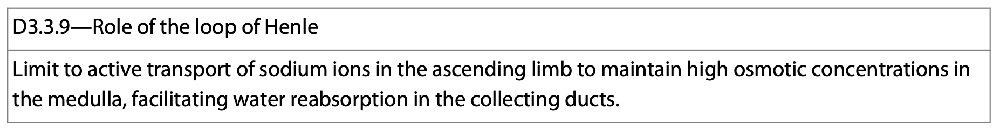 D3.3.9—Role of the loop of Henle
Limit to active transport of sodium ions in the ascending limb to maintain high osmotic concentrations in
the medulla, facilitating water reabsorption in the collecting ducts.